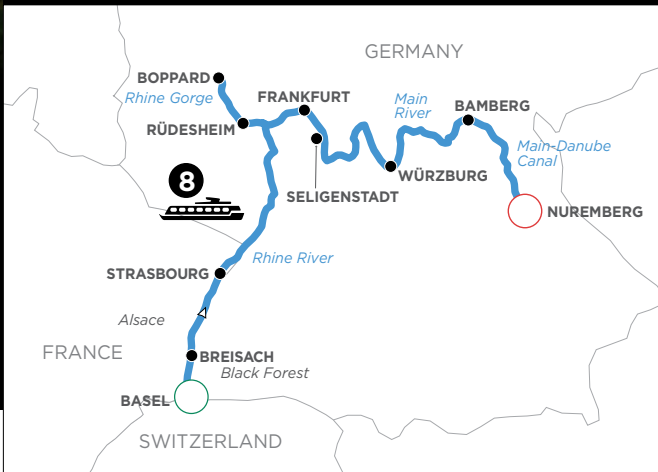 GERMANY
BOPPARD
Rhine Gorge
FRANKFURT
Main
River
BAMBERG
RÜDESHEIM
Main-Danube
Canal
WÜRZBURG
8
SELIGENSTADT
NUREMBERG
Rhine River
STRASBOURG
Alsace
FRANCE
BREISACH
Black Forest
BASEL
SWITZERLAND